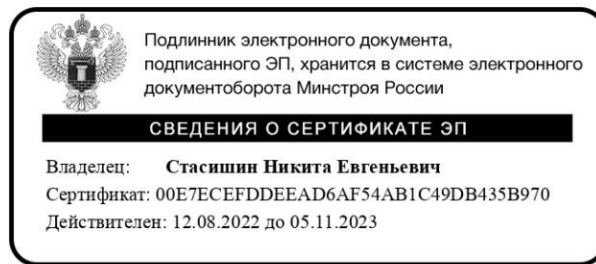 Подлинник электронного документа,
подписанного ЭП, хранится в системе электронного
документоборота Минстроя России
СВЕДЕНИЯ О СЕРТИФИКАТЕ ЭП
Владелец: Стасишин Никита Евгеньевич
Сертификат: 00E7ECEFDDEEAD6AF54AB1C49DB435B970
Действителен: 12.08.2022 до 05.11.2023